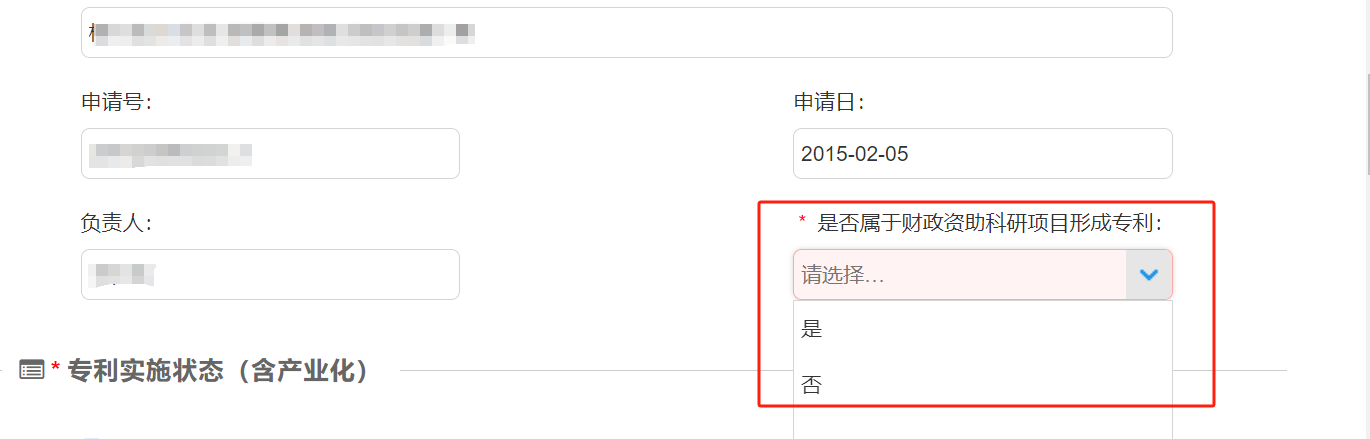 申请号：
申请日：
2015-02-05
负责人：
* 是否属于财政资助科研项目形成专利：
请选择...
是
否
* 专利实施状态（含产业化）